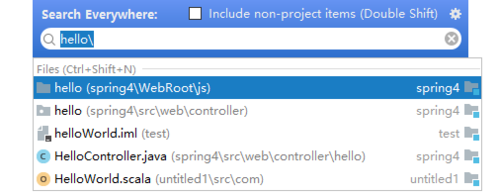 Search Everywhere: Include non-project items (Double Shift)
hello\
Files (Ctrl+Shift+N)
hello (spring4\WebRoot\js) spring4
hello (spring4\src\web\controller) spring4
helloWorld.iml (test) test
HelloController.java (spring4\src\web\controller\hello) spring4
HelloWorld.scala (untitled1\src\com) untitled1